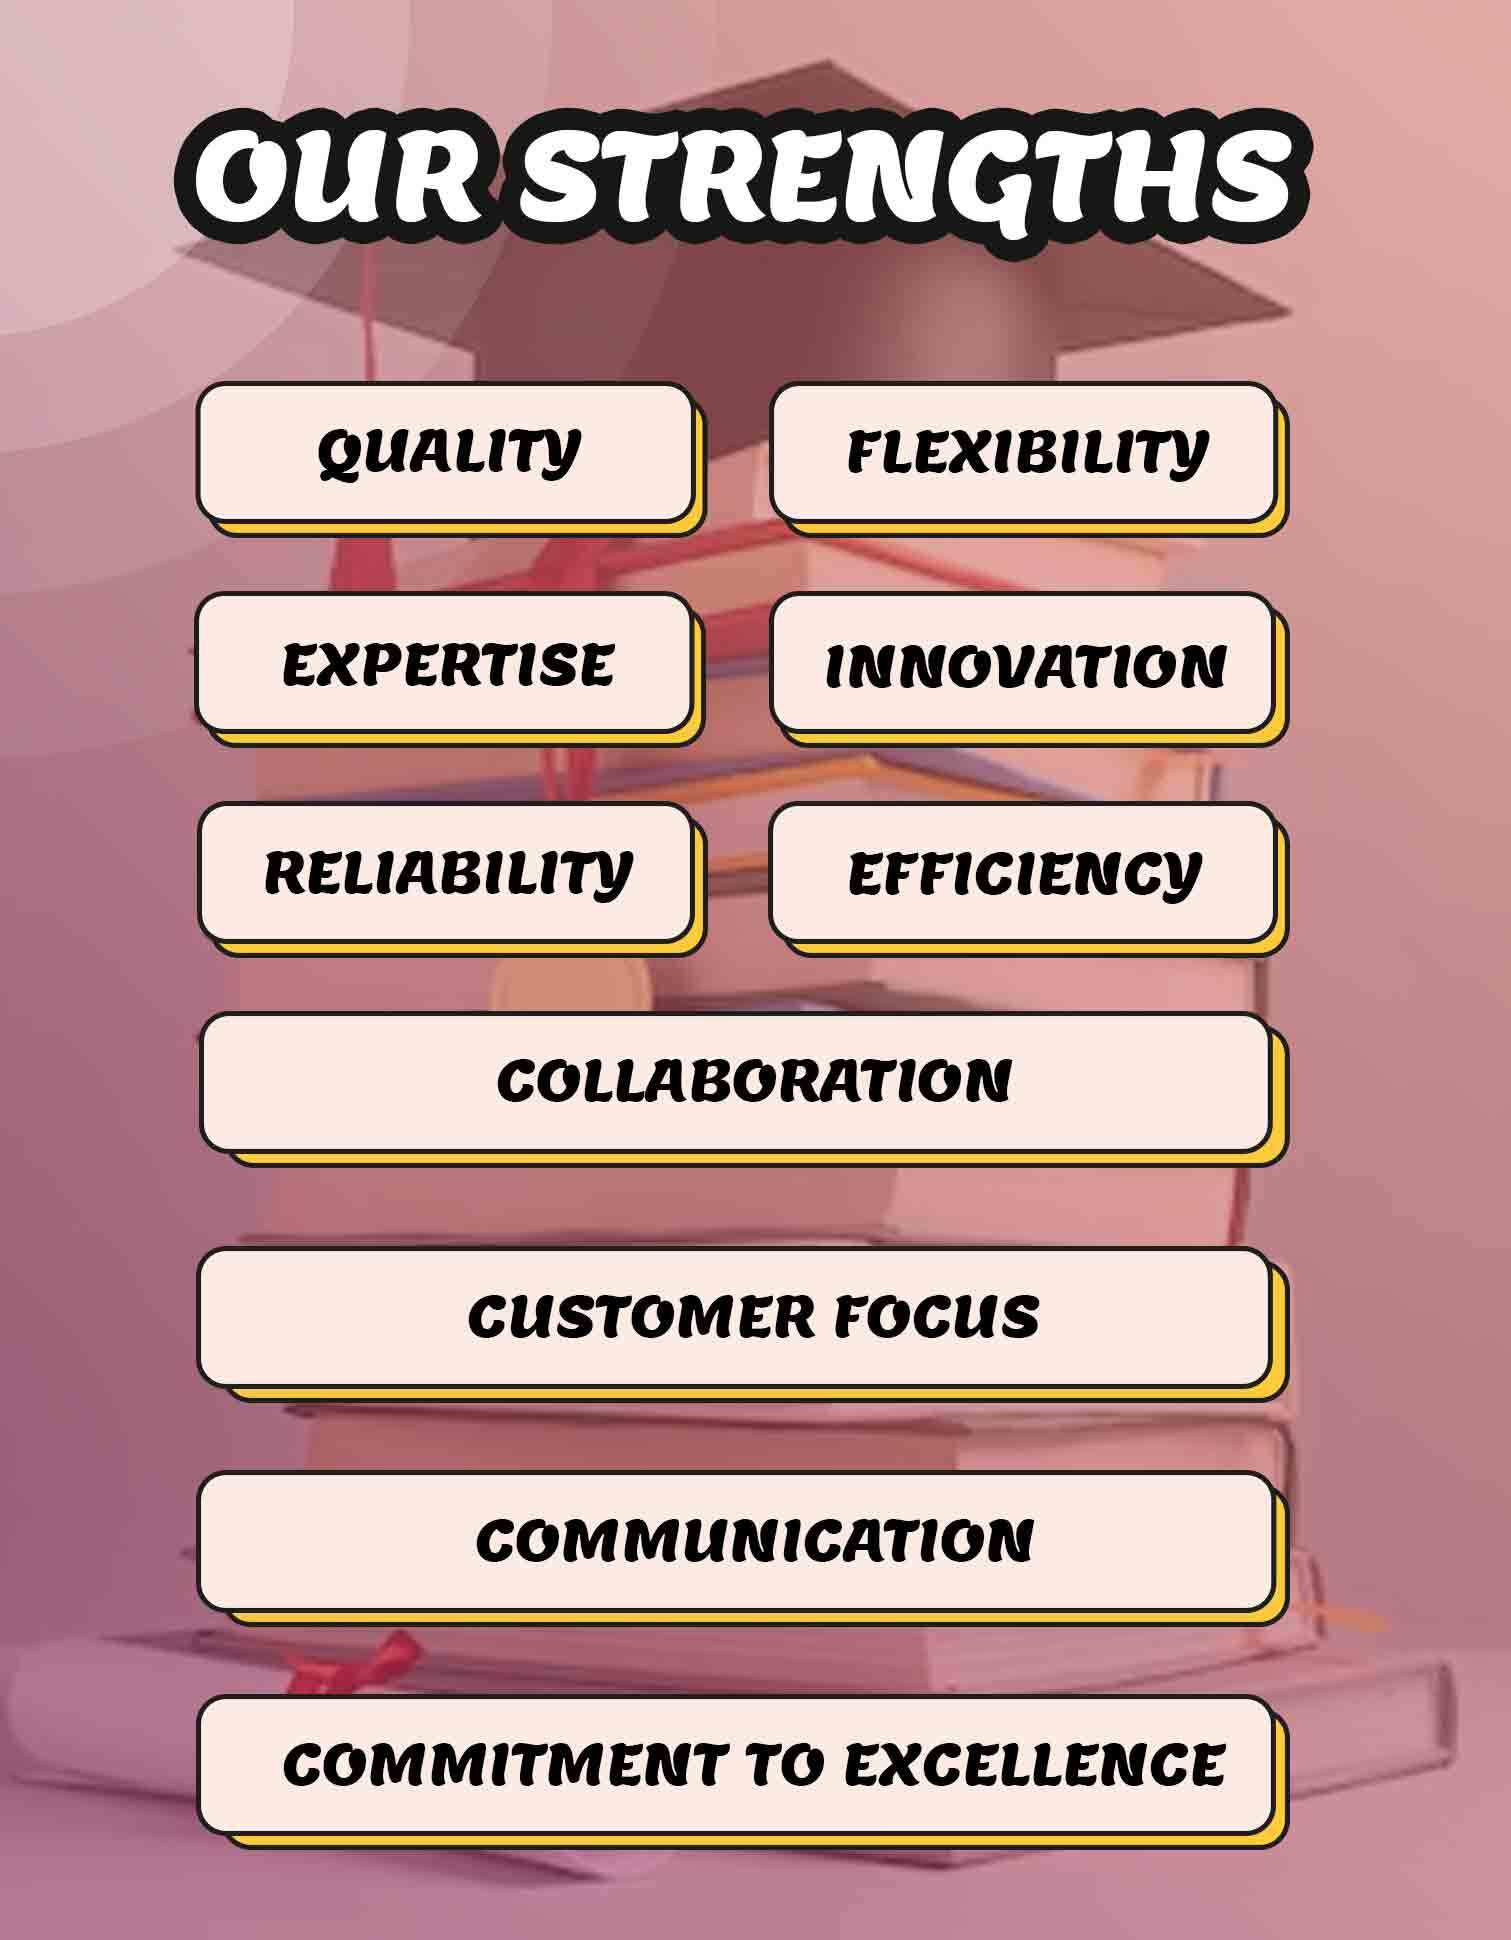 OUR STRENGTHS
QUALITY
FLEXIBILITY
EXPERTISE
INNOVATION
RELIABILITY
EFFICIENCY
COLLABORATION
CUSTOMER FOCUS
COMMUNICATION
COMMITMENT TO EXCELLENCE